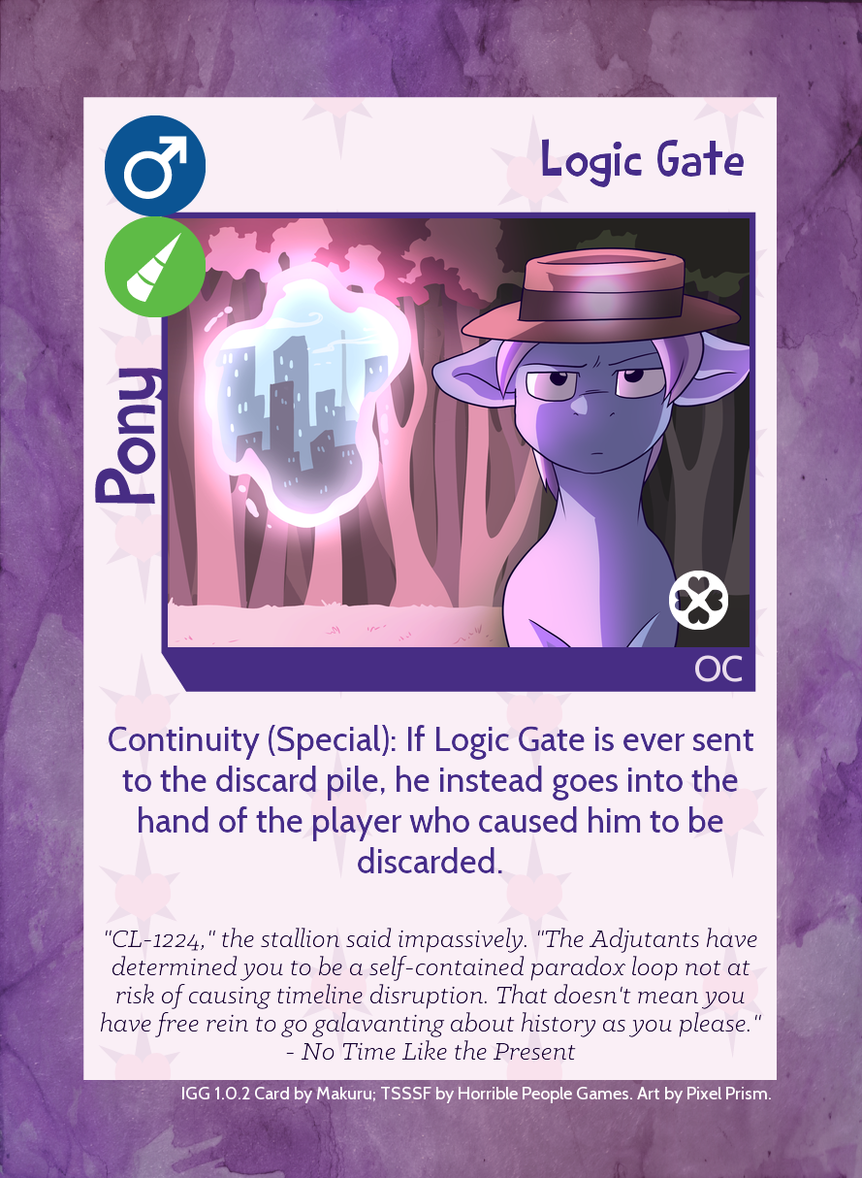 Logic Gate
Pony
OC
Continuity (Special): If Logic Gate is ever sent
to the discard pile, he instead goes into the
hand of the player who caused him to be
discarded.
"CL-1224," the stallion said impassively. "The Adjutants have
determined you to be a self-contained paradox loop not at
risk of causing timeline disruption. That doesn't mean you
have free rein to go galavanting about history as you please."
- No Time Like the Present
IGG 1.0.2 Card by Makuru; TSSSF by Horrible People Games. Art by Pixel Prism.